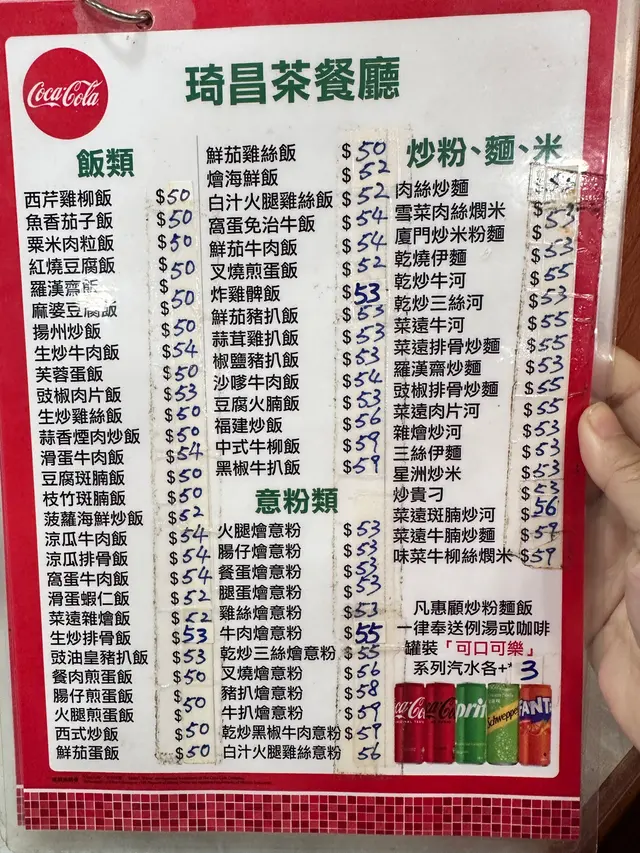 Coca-Cola
琦昌茶餐廳
飯類
西芹雞柳飯 $50
魚香茄子飯 $50
粟米肉粒飯 $50
紅燒豆腐飯 $50
羅漢齋飯 $50
麻婆豆腐飯
揚州炒飯 $50
生炒牛肉飯 $54
芙蓉蛋飯 $50
豉椒肉片飯 $53
生炒雞絲飯 $50
蒜香煙肉炒飯 $50
滑蛋牛肉飯 $54
豆腐斑腩飯 $50
枝竹斑腩飯 $50
菠蘿海鮮炒飯 $52
涼瓜牛肉飯 $54
涼瓜排骨飯 $54
窩蛋牛肉飯 $54
滑蛋蝦仁飯 $52
菜遠雜燴飯 $52
生炒排骨飯 $53
豉油皇豬扒飯 $53
餐肉煎蛋飯 $50
腸仔煎蛋飯
火腿煎蛋飯 $50
西式炒飯 $50
鮮茄蛋飯 $50
鮮茄雞絲飯 $50
燴海鮮飯 $52
白汁火腿雞絲飯 $52
窩蛋免治牛飯 $54
鮮茄牛肉飯 $54
叉燒煎蛋飯 $52
炸雞髀飯 $53
鮮茄豬扒飯 $53
蒜茸雞扒飯 $53
椒鹽豬扒飯 $53
沙嗲牛肉飯 $54
豆腐火腩飯 $53
福建炒飯 $56
中式牛柳飯 $59
黑椒牛扒飯 $59
意粉類
火腿燴意粉 $53
腸仔燴意粉 $53
餐蛋燴意粉 $53
腿蛋燴意粉 $53
雞絲燴意粉 $53
牛肉燴意粉 $55
乾炒三絲燴意粉 $55
叉燒燴意粉 $56
豬扒燴意粉 $58
牛扒燴意粉 $59
乾炒黑椒牛肉意粉 $59
白汁火腿雞絲意粉 56
炒粉、麵、米
肉絲炒麵 $
雪菜肉絲燜米 $53
廈門炒米粉麵 $
乾燒伊麵 $53
乾炒牛河 $55
乾炒三絲河 $53
菜遠牛河 $55
菜遠排骨炒麵 $55
羅漢齋炒麵 $53
豉椒排骨炒麵 $55
菜遠肉片河 $55
雜燴炒河 $53
三絲伊麵 $53
星洲炒米 $53
炒貴刁 $53
菜遠斑腩炒河 $56
菜遠牛腩炒麵 $59
味菜牛柳絲燜米 $59
凡惠顧炒粉麵飯
一律奉送例湯或咖啡
罐裝「可口可樂」
系列汽水各+* 3